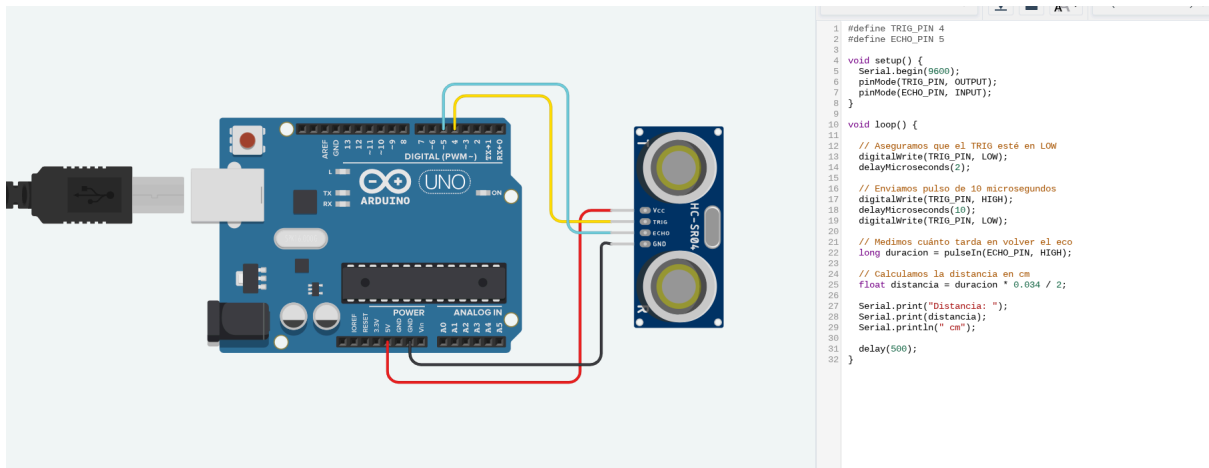 AREF
GND
13
12
~11
~10
~9
8
7
~6
~5
4
~3
2
TX→1
RX←0
DIGITAL (PWM~)
L
TX
RX
ARDUINO
UNO
ON
POWER
ANALOG IN
IOREF
RESET
3.3V
5V
GND
GND
Vin
A0
A1
A2
A3
A4
A5
T
HC-SR04
Vcc
TRIG
ECHO
GND
R
1 #define TRIG_PIN 4
2 #define ECHO_PIN 5
3
4 void setup() {
5 Serial.begin(9600);
6 pinMode(TRIG_PIN, OUTPUT);
7 pinMode(ECHO_PIN, INPUT);
8 }
9
10 void loop() {
11
12 // Aseguramos que el TRIG esté en LOW
13 digitalWrite(TRIG_PIN, LOW);
14 delayMicroseconds(2);
15
16 // Enviamos pulso de 10 microsegundos
17 digitalWrite(TRIG_PIN, HIGH);
18 delayMicroseconds(10);
19 digitalWrite(TRIG_PIN, LOW);
20
21 // Medimos cuánto tarda en volver el eco
22 long duracion = pulseIn(ECHO_PIN, HIGH);
23
24 // Calculamos la distancia en cm
25 float distancia = duracion * 0.034 / 2;
26
27 Serial.print("Distancia: ");
28 Serial.print(distancia);
29 Serial.println(" cm");
30
31 delay(500);
32 }